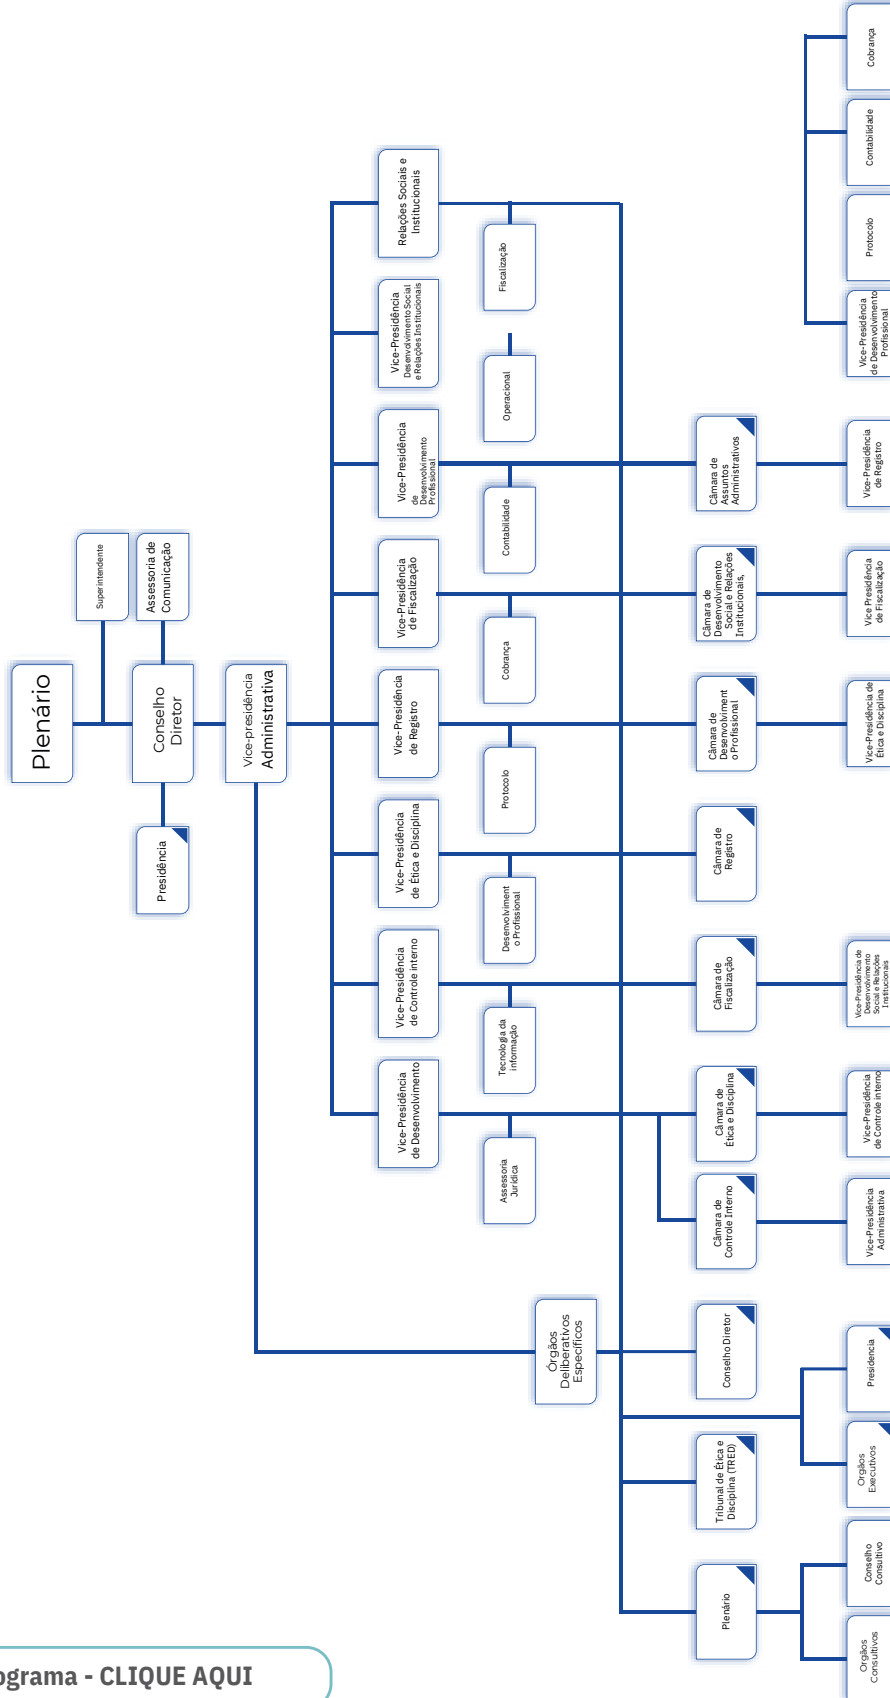 Plenário
Superintendente
Assessoria de
Comunicação
Conselho
Diretor
Presidência
Vice-presidência
Administrativa
Vice-Presidência
de Desenvolvimento
Vice-Presidência
de Controle interno
Vice-Presidência
de Ética e Disciplina
Vice-Presidência
de Registro
Vice-Presidência
de Fiscalização
Vice-Presidência
de
Desenvolvimento
Profissional
Vice-Presidência
Desenvolvimento Social
e Relações Institucionais
Relações Sociais e
Institucionais
Assessoria
Jurídica
Tecnologia da
informação
Desenvolviment
o Profissional
Protocolo
Cobrança
Contabilidade
Operacional
Fiscalização
Órgãos
Deliberativos
Específicos
Plenário
Tribunal de Ética e
Disciplina (TRED)
Conselho Diretor
Câmara de
Controle Interno
Câmara de
Ética e Disciplina
Câmara de
Fiscalização
Câmara de
Registro
Câmara de
Desenvolviment
o Profissional
Câmara de
Desenvolvimento
Social e Relações
Institucionais,
Câmara de
Assuntos
Administrativos
Orgãos
Consultivos
Conselho
Consultivo
Orgãos
Executivos
Presidencia
Vice-Presidência
Administrativa
Vice-Presidência
de Controle interno
Vice-Presidência de
Desenvolvimento
Social e Relações
Institucionais
Vice-Presidência de
Ética e Disciplina
Vice Presidência
de Fiscalização
Vice-Presidência
de Registro
Vice-Presidência
de Desenvolvimento
Profissional
Protocolo
Contabilidade
Cobrança
ograma - CLIQUE AQUI